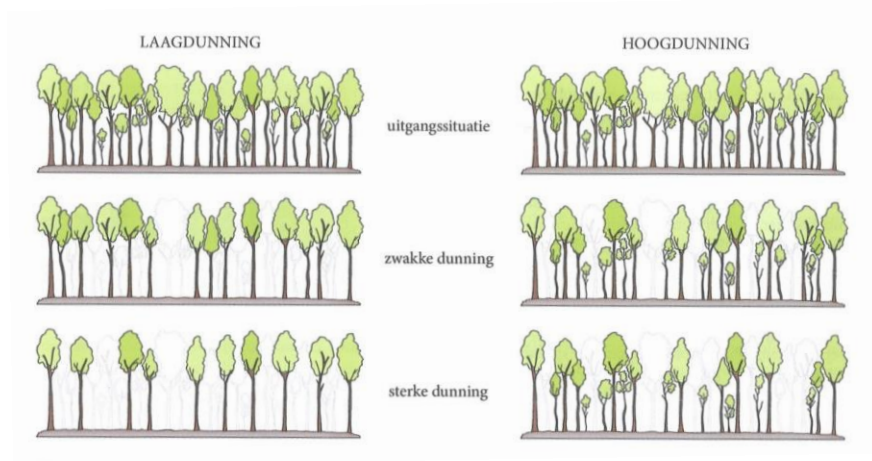 LAAGDUNNING
HOOGDUNNING
uitgangssituatie
zwakke dunning
sterke dunning